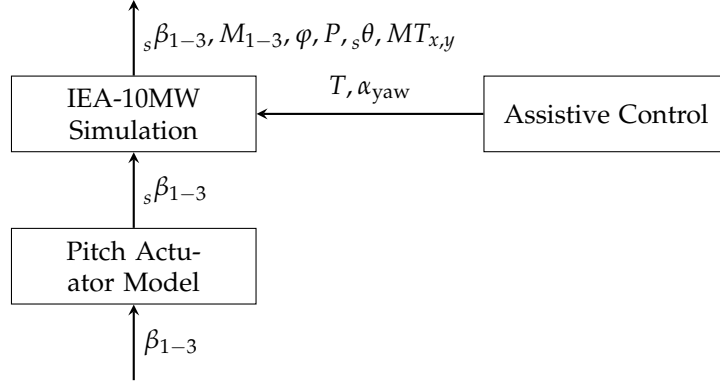 ₛβ₁₋₃, M₁₋₃, φ, P, ₛθ, MTₓ,ᵧ
IEA-10MW
Simulation
T, α_yaw
Assistive Control
ₛβ₁₋₃
Pitch Actu-
ator Model
β₁₋₃